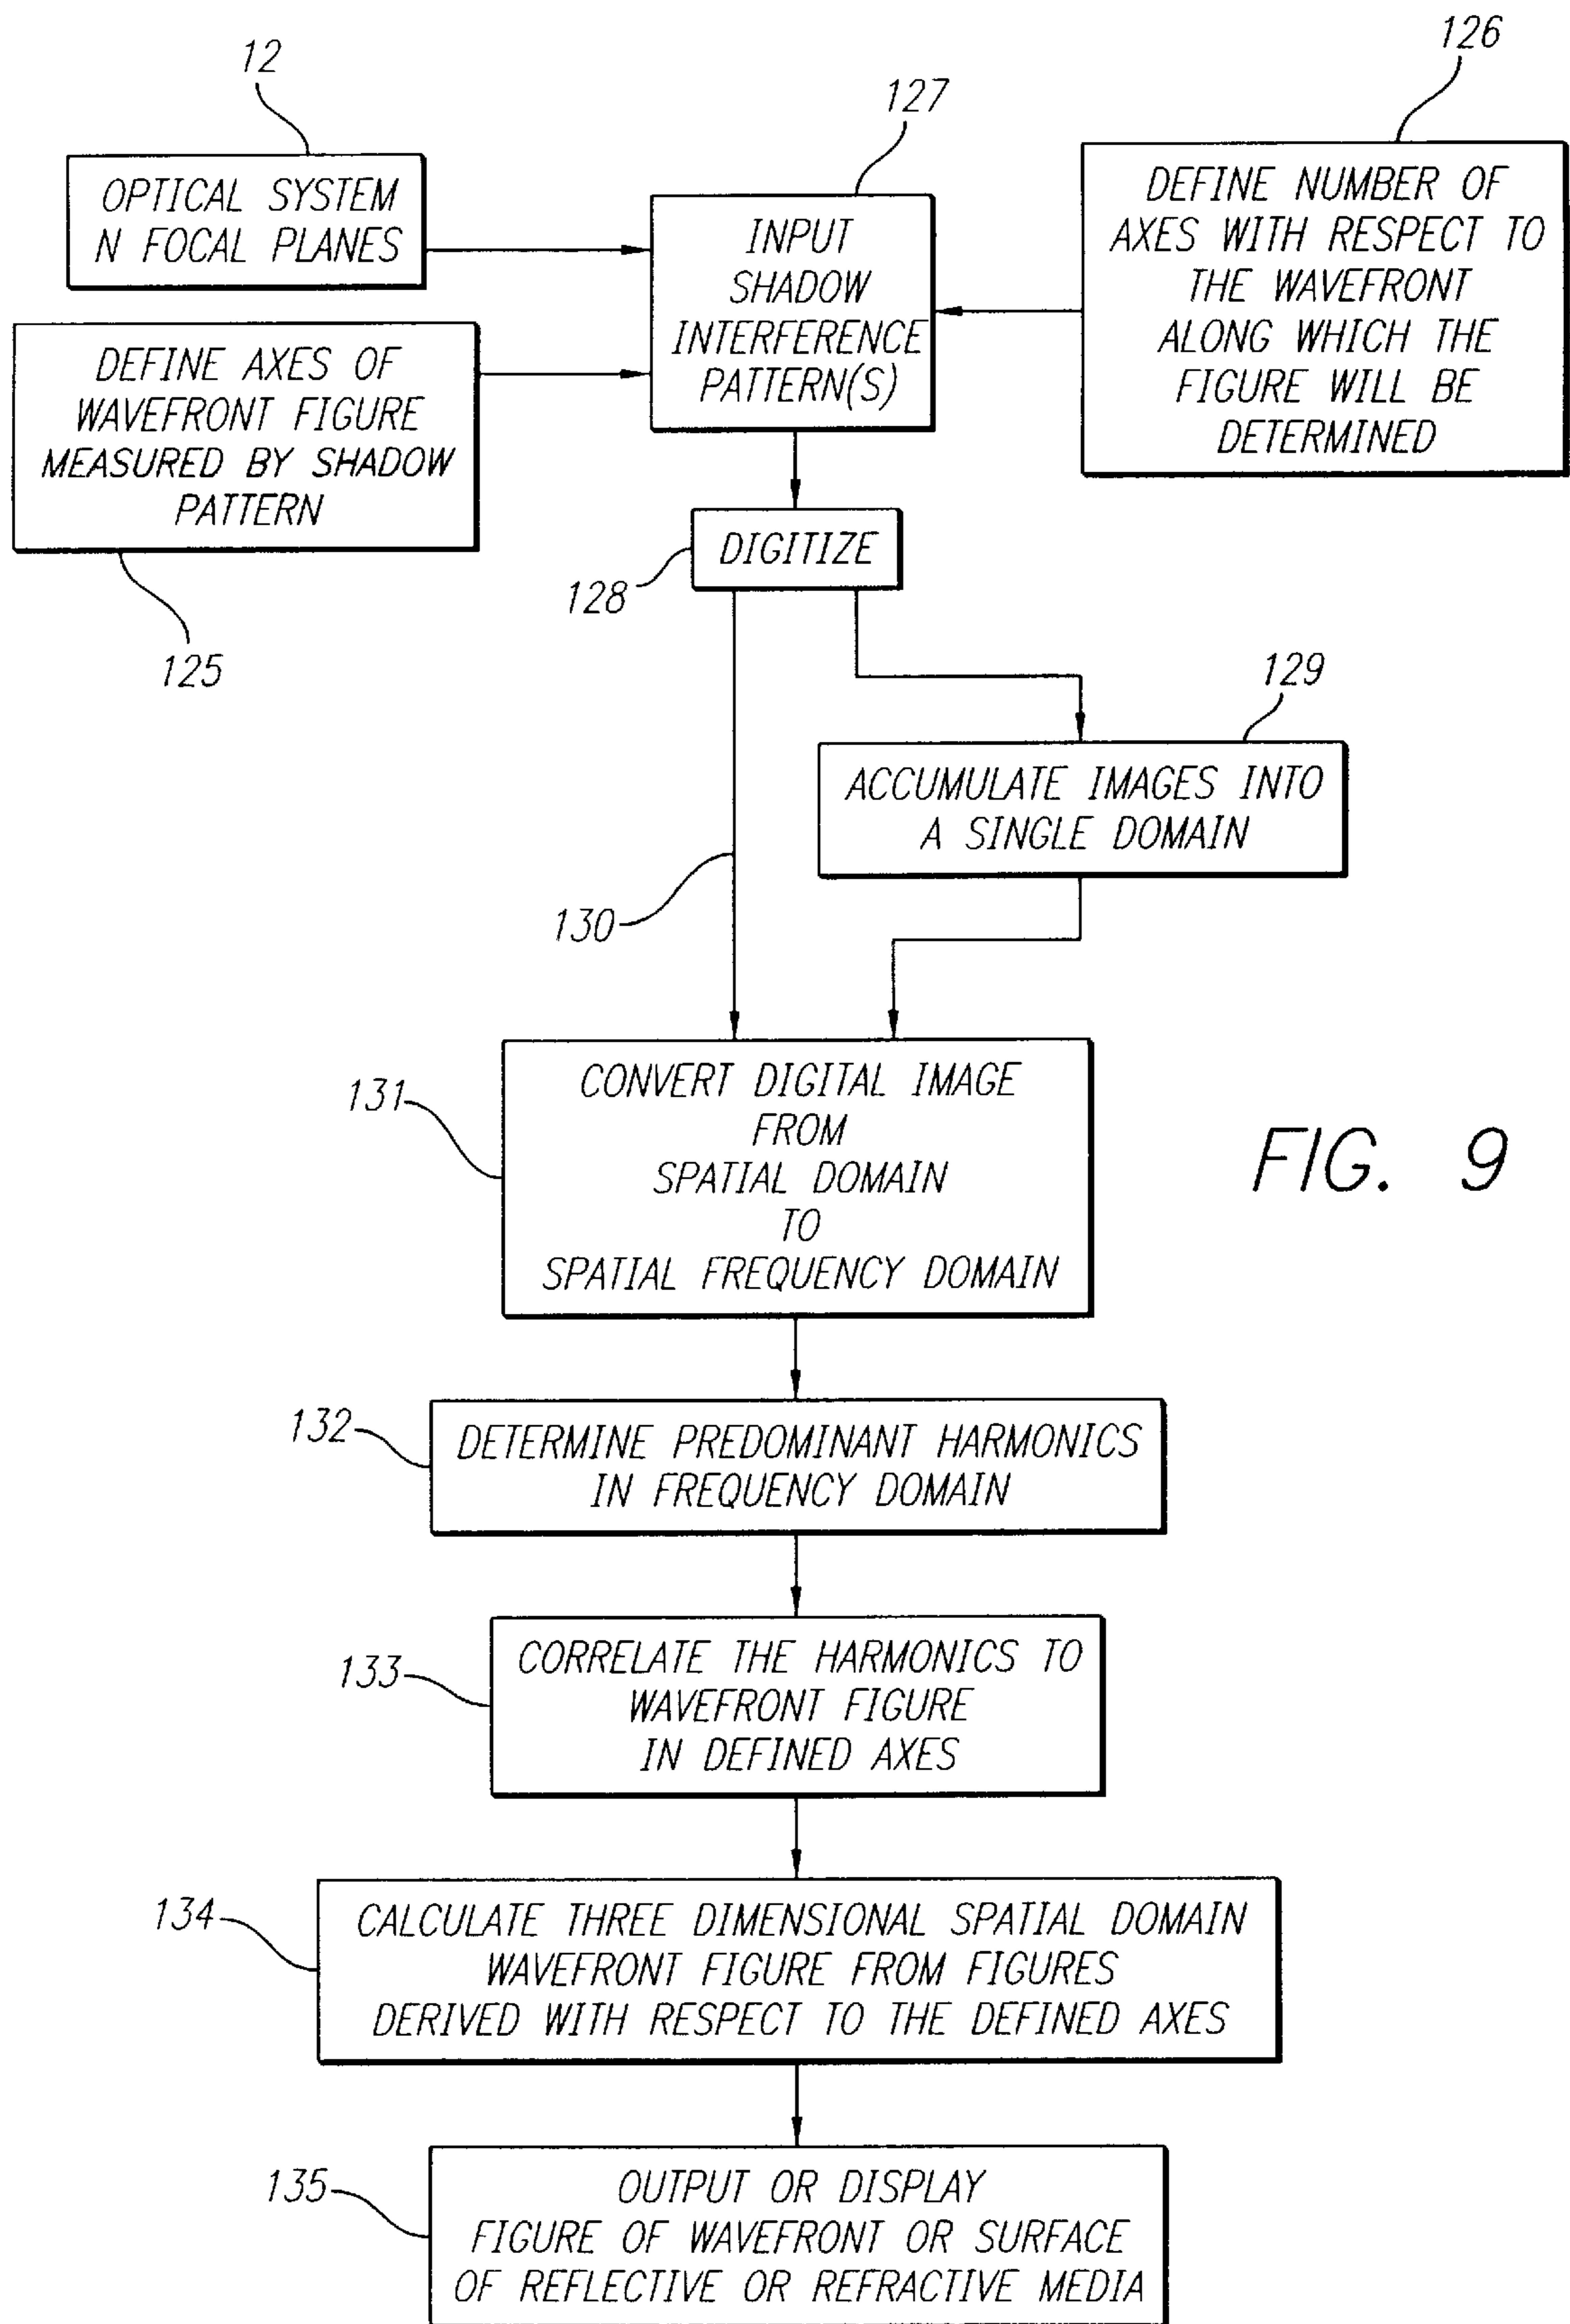 12
126
127
OPTICAL SYSTEM
N FOCAL PLANES
INPUT
SHADOW
INTERFERENCE
PATTERN(S)
DEFINE NUMBER OF
AXES WITH RESPECT TO
THE WAVEFRONT
ALONG WHICH THE
FIGURE WILL BE
DETERMINED
DEFINE AXES OF
WAVEFRONT FIGURE
MEASURED BY SHADOW
PATTERN
125
DIGITIZE
128
129
ACCUMULATE IMAGES INTO
A SINGLE DOMAIN
130
131
CONVERT DIGITAL IMAGE
FROM
SPATIAL DOMAIN
TO
SPATIAL FREQUENCY DOMAIN
FIG. 9
132
DETERMINE PREDOMINANT HARMONICS
IN FREQUENCY DOMAIN
133
CORRELATE THE HARMONICS TO
WAVEFRONT FIGURE
IN DEFINED AXES
134
CALCULATE THREE DIMENSIONAL SPATIAL DOMAIN
WAVEFRONT FIGURE FROM FIGURES
DERIVED WITH RESPECT TO THE DEFINED AXES
135
OUTPUT OR DISPLAY
FIGURE OF WAVEFRONT OR SURFACE
OF REFLECTIVE OR REFRACTIVE MEDIA